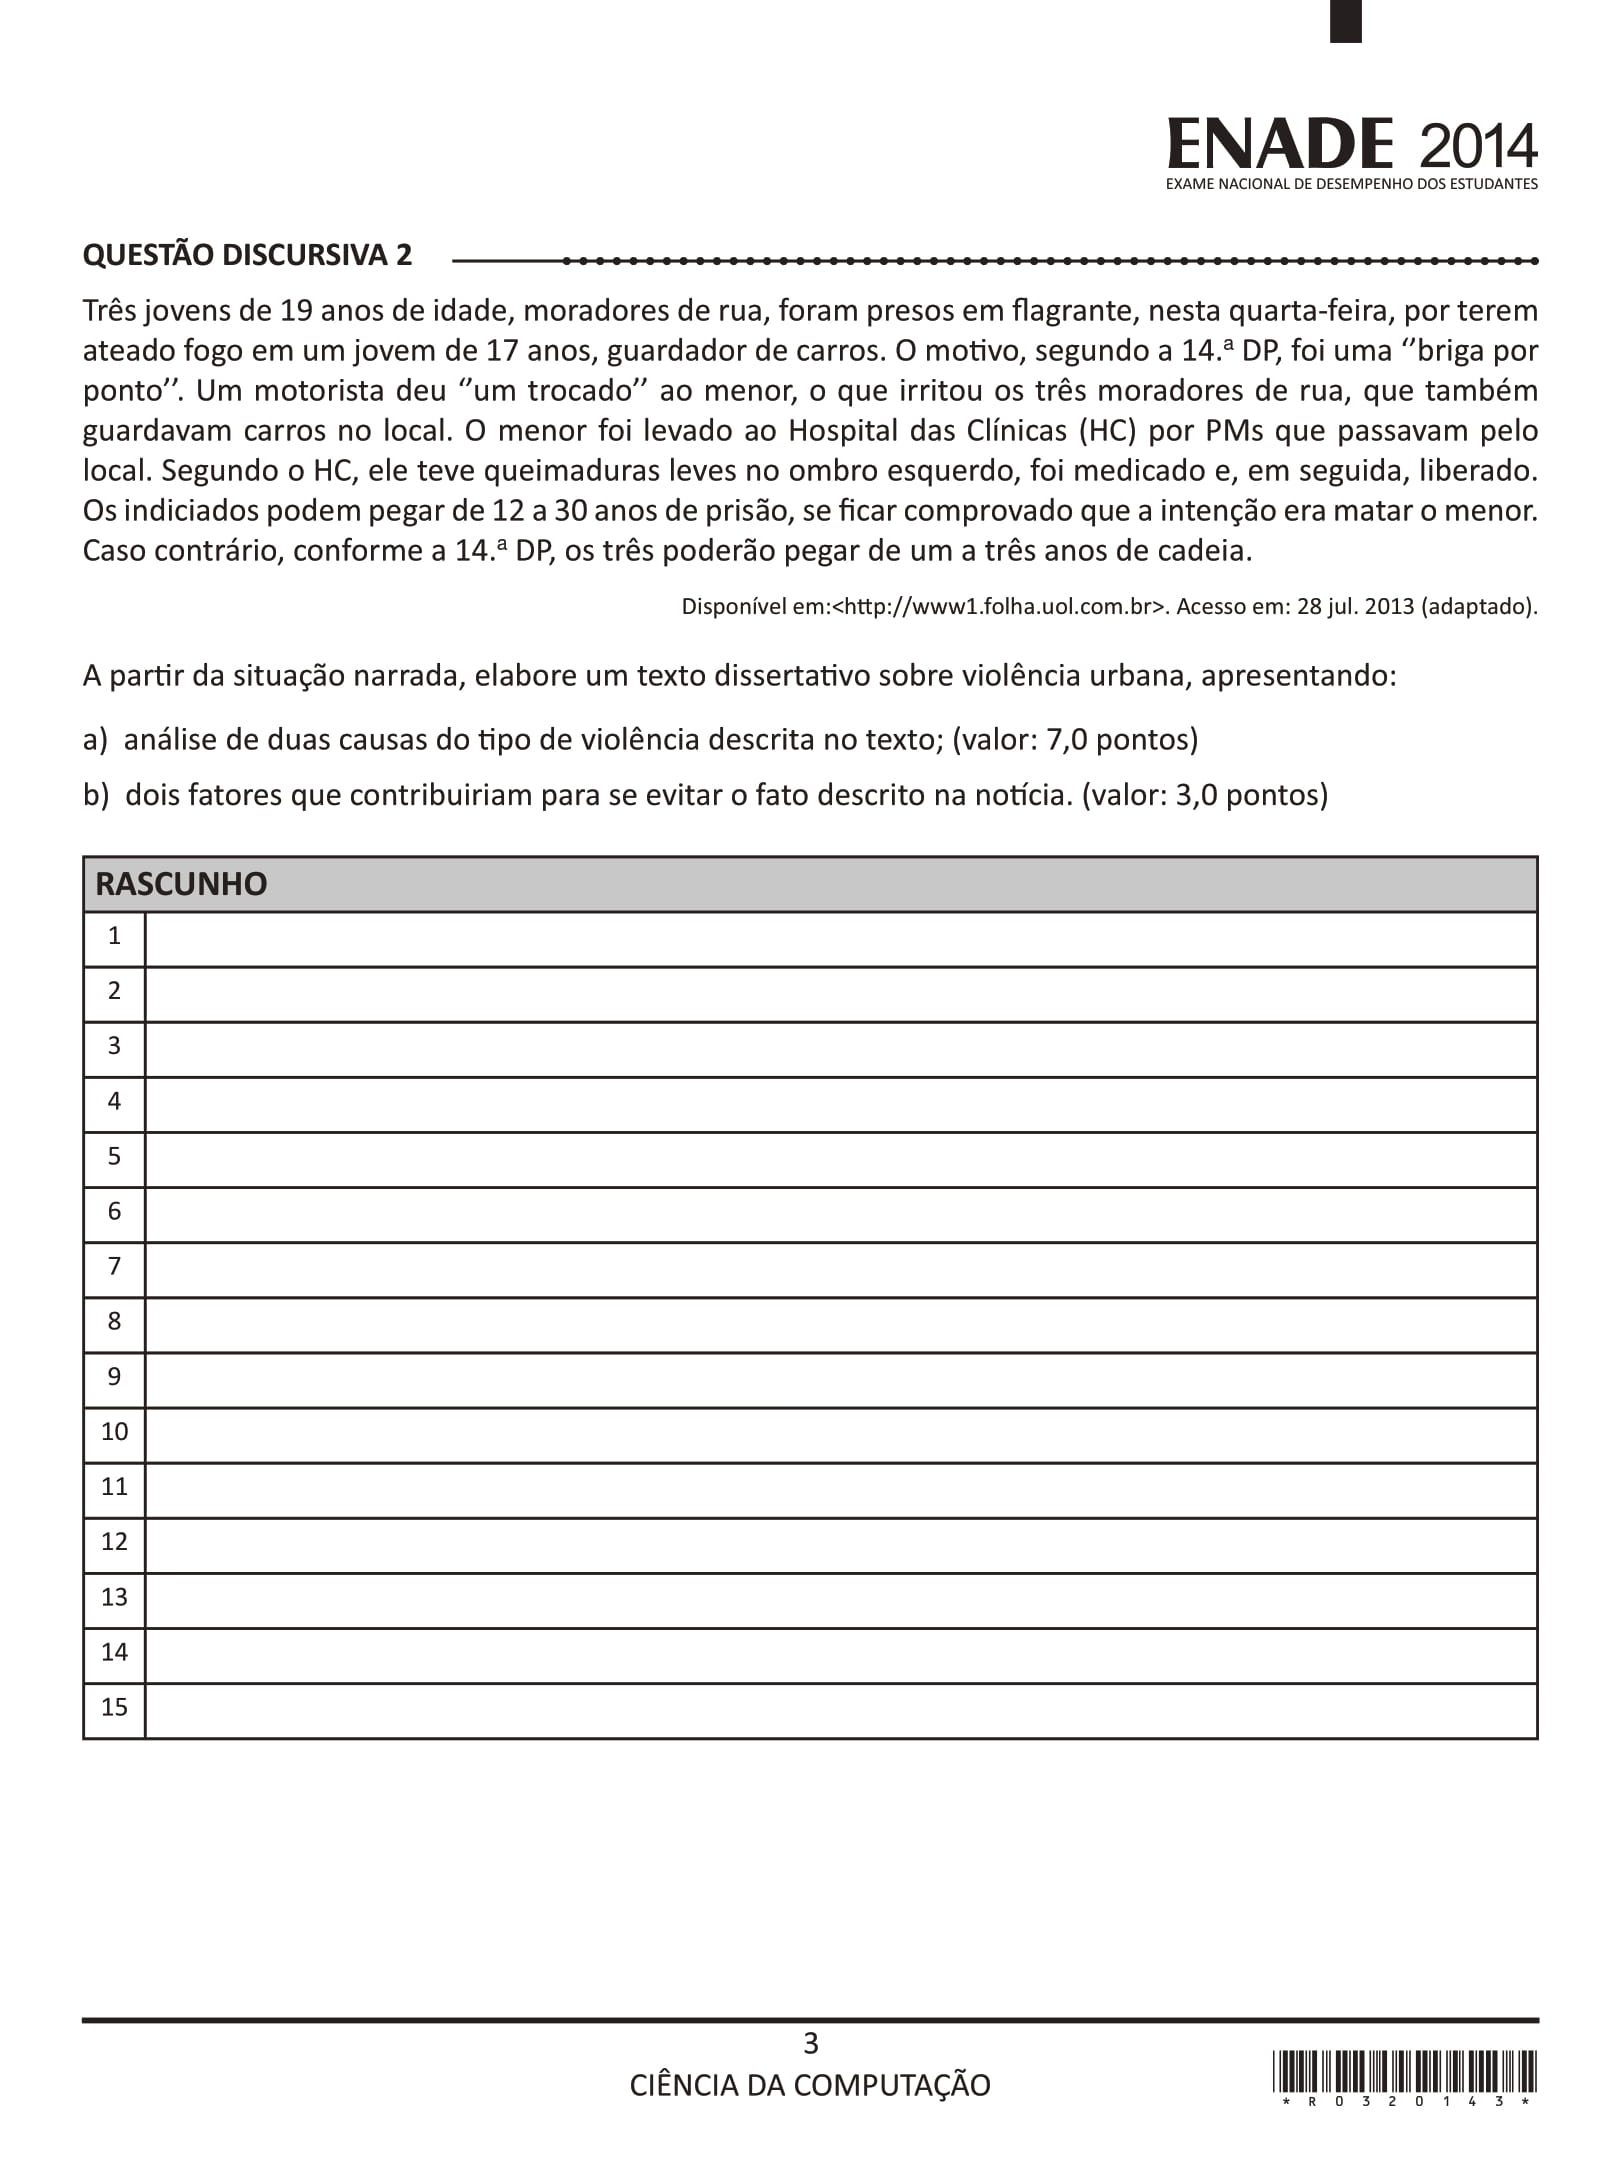 ENADE 2014
EXAME NACIONAL DE DESEMPENHO DOS ESTUDANTES
QUESTÃO DISCURSIVA 2
Três jovens de 19 anos de idade, moradores de rua, foram presos em flagrante, nesta quarta-feira, por terem
ateado fogo em um jovem de 17 anos, guardador de carros. O motivo, segundo a 14.ª DP, foi uma ‘’briga por
ponto’’. Um motorista deu ‘’um trocado’’ ao menor, o que irritou os três moradores de rua, que também
guardavam carros no local. O menor foi levado ao Hospital das Clínicas (HC) por PMs que passavam pelo
local. Segundo o HC, ele teve queimaduras leves no ombro esquerdo, foi medicado e, em seguida, liberado.
Os indiciados podem pegar de 12 a 30 anos de prisão, se ficar comprovado que a intenção era matar o menor.
Caso contrário, conforme a 14.ª DP, os três poderão pegar de um a três anos de cadeia.
Disponível em:<http://www1.folha.uol.com.br>. Acesso em: 28 jul. 2013 (adaptado).
A partir da situação narrada, elabore um texto dissertativo sobre violência urbana, apresentando:
a) análise de duas causas do tipo de violência descrita no texto; (valor: 7,0 pontos)
b) dois fatores que contribuiriam para se evitar o fato descrito na notícia. (valor: 3,0 pontos)
RASCUNHO
1
2
3
4
5
6
7
8
9
10
11
12
13
14
15
3
CIÊNCIA DA COMPUTAÇÃO
* R 0 3 2 0 1 4 3 *